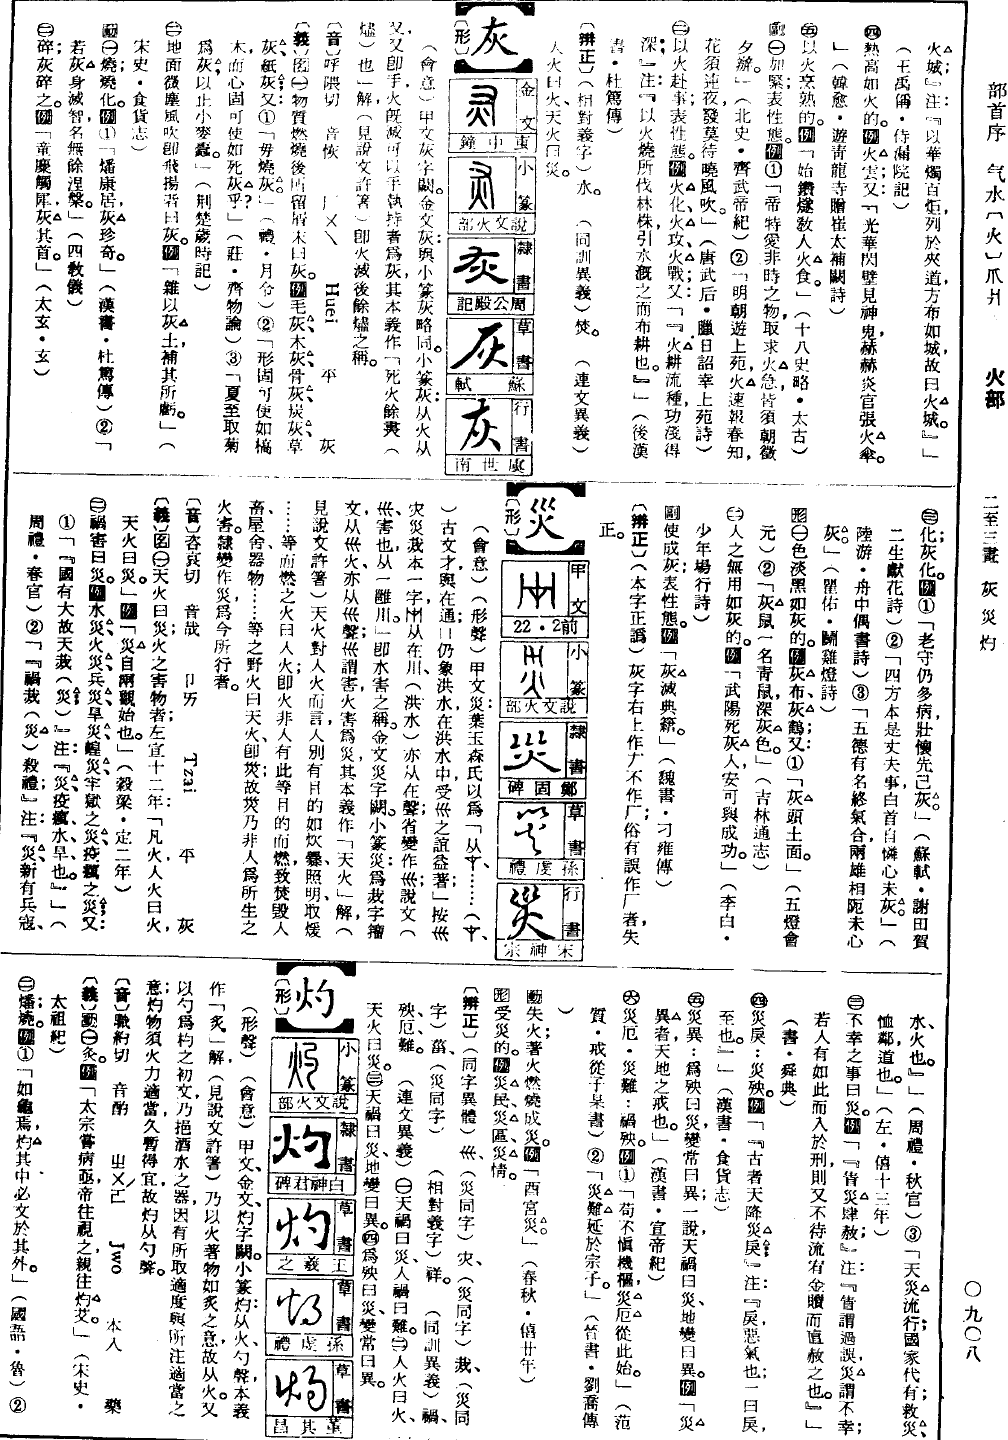 部首序 气水〔火〕爪爿 火部 二至三畫 灰災灼 〇九〇八
火城』注：『以華燭百炬列於夾道，方布如城，故曰火城。』」
（王禹偁・待漏院記）
㊃熱高如火的。例火雲；又「光華閃壁見神鬼，赫赫炎官張火傘
」（韓愈・遊靑龍寺贈崔太補闕詩）
㊄以火烹熟的。例「始鑽燧教人火食」（十八史略・太古）
副㊀加緊；表性態。例①「帝特愛非時之物，取求火急，皆須朝徵
夕辦」（北史・齊武帝紀）②「明朝遊上苑，火速報春知，
花須連夜發，莫待曉風吹」（唐武后・臘日詔幸上苑詩）
㊁以火赴事；表性態。例火化、火攻、火戰；又「『火耕流種，功淺得
深』注：『以火燒所伐林株，引水溉之而布耕也。』」（後漢
書・杜篤傳）
〔辨正〕（相對義字）水。（同訓異義）焚。（連文異義）
人火曰火，天火曰災。
灰
〔形〕
金文
小篆 說文火部
隸書 周公殿記
草書 蘇軾
行書 虞世南
（會意）甲文灰字闕。金文灰與小篆灰略同。小篆灰：从火从
又，又卽手，火旣滅可以手執持者爲灰；其本義作「死火餘㶳（
燼）也」解（見說文許箸），卽火滅後餘燼之稱。
〔音〕呼隈切 音恢 ㄏㄨㄟ Huei 平 灰
〔義〕名㊀物質燃燒後所留屑末曰灰。例毛灰、木灰、骨灰、炭灰、草
灰、紙灰；又①「毋燒灰」（禮・月令）②「形固可使如槁
木，而心固可使如死灰乎？」（莊・齊物論）③「夏至取菊
爲灰，以止小麥蠹」（荊楚歲時記）
㊁地面微塵，風吹卽飛揚者曰灰。例「雜以灰土，補其所虧」（
宋史・食貨志）
動㊀燒；燒化。例①「燔康居，灰珍奇。」（漢書・杜篤傳）②「
若灰身滅智，名無餘涅槃。」（四教儀）
㊁碎；灰碎之。例「童麋觸犀，灰其首。」（太玄・玄）
㊂化灰；化。例①「老守仍多病，壯懷先已灰。」（蘇軾・謝田賀
二生獻花詩）②「四方本是丈夫事，白首自憐心未灰」（
陸游・舟中偶書詩）③「五德有名終氣合，兩雄相阨未心
灰」（瞿佑・鬭雞燈詩）
形㊀色淡黑如灰的。例灰布、灰鶴；又①「灰頭土面」（五燈會
元）②「灰鼠一名靑鼠，深灰色。」（吉林通志）
㊁人之無用如灰的。例「武陽死灰人，安可與成功。」（李白・
少年場行詩）
副使成灰；表性態。例「灰滅典籍。」（魏書・刁雍傳）
〔辨正〕（本字正譌）灰字右上作ナ不作厂，俗有誤作厂者失
正。
災
〔形〕
甲文 前2・22
小篆 說文火部
隸書 鄭固碑
草書 孫虔禮
行書 宋神宗
（會意）（形聲）甲文災：葉玉森氏以爲「从
）古文才與在通，口仍象洪水，在洪水中受巛之誼益著」按巛
灾災烖本一字，从在川（洪水），亦从在聲，省變作巛；說文（
巛害也，从一雝川。」卽水害之稱。金文災字闕。小篆災爲烖字籀
文，从巛火，亦从巛聲，巛謂害，火害爲災；其本義作「天火」解（
見說文許箸），天火對人火而言，人別有目的如炊爨、照明、取煖
……等而燃之火曰人火；卽火非人有此等目的而燃，致焚毁人
畜、屋舍、器物……等之野火曰天火，卽災；故災乃非人爲所生之
火害。隸變作災，爲今所行者。
〔音〕咨哀切 音哉 ㄗㄞ Tzai 平 灰
〔義〕名㊀天火曰災；火之害物者。左宣十二年：「凡火，人火曰火，
天火曰災。」例「災自兩觀始也。」（穀梁・定二年）
㊁禍害曰災。例水災、火災、兵災、旱災、蝗災、牢獄之災、疫癘之災；又
①「『國有大故天烖（災）』注：『災疫癘水旱也。』」（
周禮・春官）②「『禍烖（災）殺禮』注：『災新有兵寇、
水火也。』」（周禮・秋官）③「天災流行，國家代有，救災、
恤鄰，道也。」（左・僖十三年）
㊂不幸之事曰災。例「『眚災肆赦』注：『眚謂過誤，災謂不幸；
若人有如此而入於刑，則又不待流宥金贖而直赦之也。』」
（書・舜典）
㊃災戾：災殃。例「『古者天降災戾』注：『戾，惡氣也；一曰戾，
至也。』」（漢書・食貨志）
㊄災異：爲殃曰災，變常曰異；一說天禍曰災，地變曰異。例「災
異者，天地之戒也。」（漢書・宣帝紀）
㊅災厄・災難：禍殃。例①「苟不愼機樞，災厄從此始。」（范
質・戒從子杲書）②「災難延於宗子。」（晉書・劉喬傳
）
動失火；著火燃燒成災。例「西宮災。」（春秋・僖廿年）
形受災的。例災民、災區、災情。
〔辨正〕（同字異體）巛（災同字）灾（災同字）烖（災同
字）菑（災同字）（相對義字）祥。（同訓異義）禍、
殃、厄、難。（連文異義）㊀天禍曰災，人禍曰難。㊁人火曰火，
天火曰災。㊂天禍曰災，地變曰異。㊃爲殃曰災，變常曰異。
灼
〔形〕
小篆 說文火部
隸書 白神君碑
草書 王羲之
草書 孫虔禮
草書 董其昌
（形聲）（會意）甲文、金文灼字闕。小篆灼：从火，勺聲，本義
作「炙」解（見說文許箸），乃以火著物如炙之意，故从火。又
以勺爲杓之初文，乃挹酒水之器，因有所取適度與所注適當之
意，灼物須火力適當，久暫得宜，故灼从勺聲。
〔音〕職約切 音酌 ㄓㄨㄛ Jwo 本入 藥
〔義〕動㊀灸。例「太宗嘗病亟，帝往視之，親往灼艾。」（宋史・
太祖紀）
㊁燔；燒。例①「如龜焉，灼其中，必文於其外。」（國語・魯）②